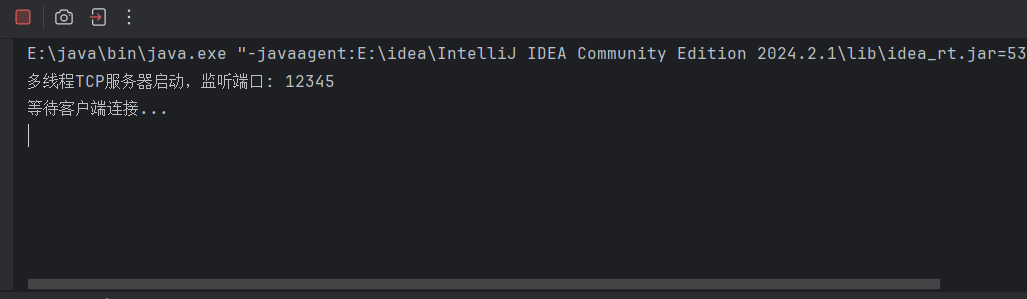 E:\java\bin\java.exe "-javaagent:E:\idea\IntelliJ IDEA Community Edition 2024.2.1\lib\idea_rt.jar=53
多线程TCP服务器启动，监听端口: 12345
等待客户端连接...